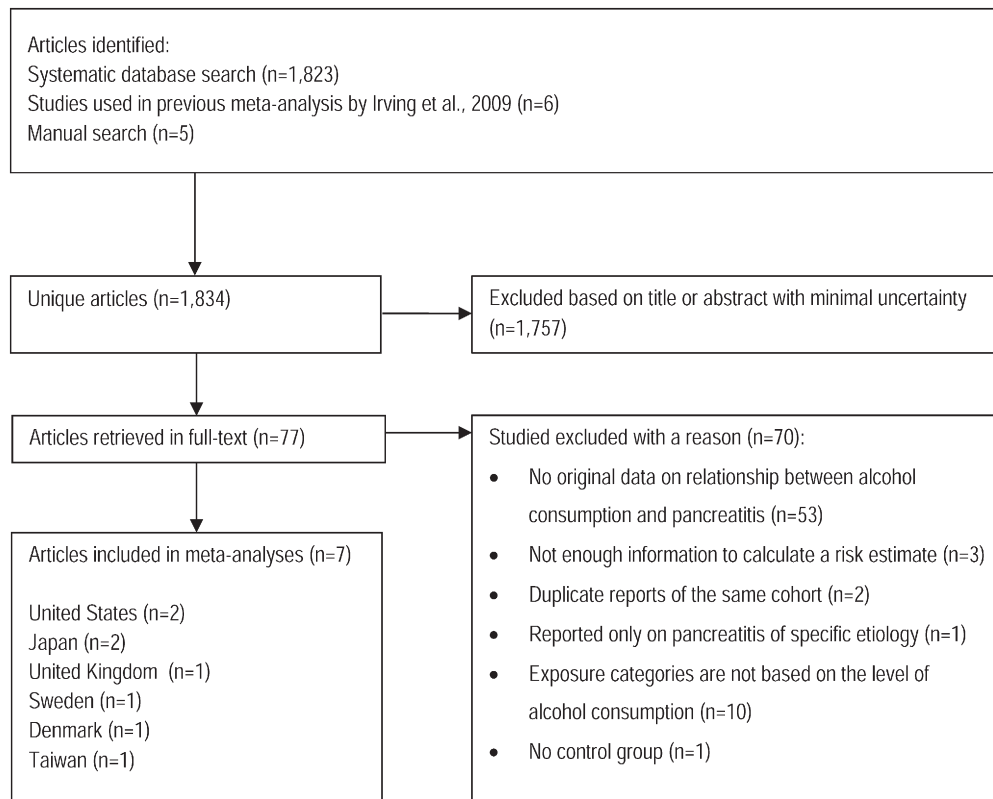 Articles identified:
Systematic database search (n=1,823)
Studies used in previous meta-analysis by Irving et al., 2009 (n=6)
Manual search (n=5)
Unique articles (n=1,834)
Excluded based on title or abstract with minimal uncertainty
(n=1,757)
Articles retrieved in full-text (n=77)
Studied excluded with a reason (n=70):
• No original data on relationship between alcohol
consumption and pancreatitis (n=53)
• Not enough information to calculate a risk estimate (n=3)
• Duplicate reports of the same cohort (n=2)
• Reported only on pancreatitis of specific etiology (n=1)
• Exposure categories are not based on the level of
alcohol consumption (n=10)
• No control group (n=1)
Articles included in meta-analyses (n=7)
United States (n=2)
Japan (n=2)
United Kingdom (n=1)
Sweden (n=1)
Denmark (n=1)
Taiwan (n=1)